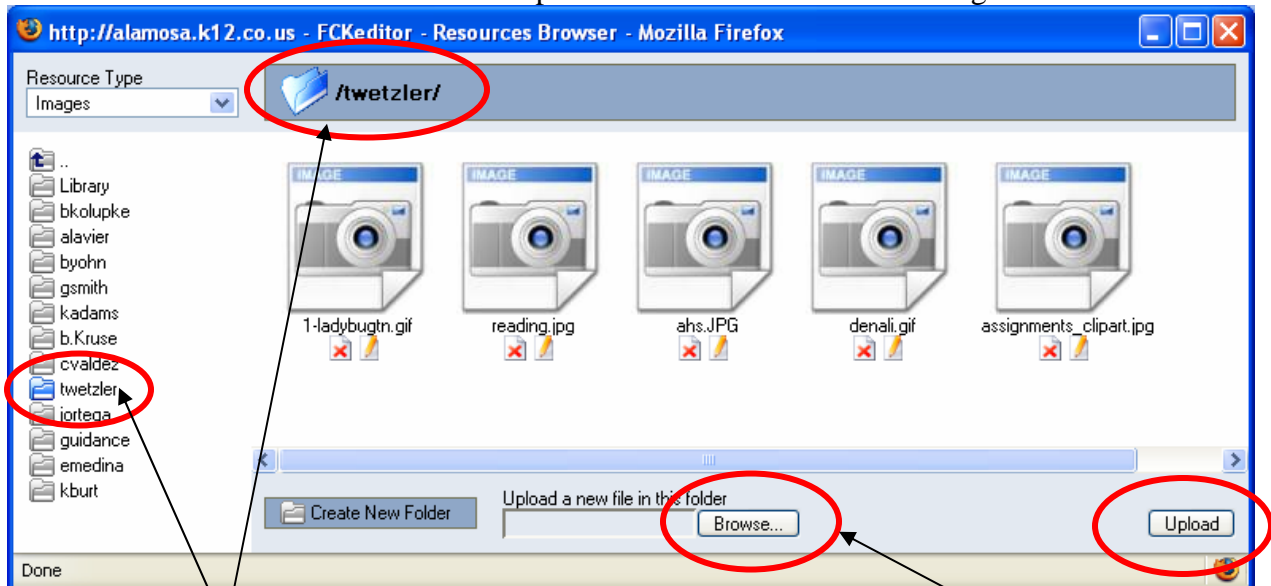 http://alamosa.k12.co.us - FCKeditor - Resources Browser - Mozilla Firefox
Resource Type
Images
/twetzler/
..
Library
bkolupke
alavier
byohn
gsmith
kadams
b.Kruse
cvaldez
twetzler
jortega
guidance
emedina
kburt
IMAGE IMAGE IMAGE IMAGE IMAGE
1-ladybugtn.gif reading.jpg ahs.JPG denali.gif assignments_clipart.jpg
Create New Folder
Upload a new file in this folder
Browse...
Upload
Done